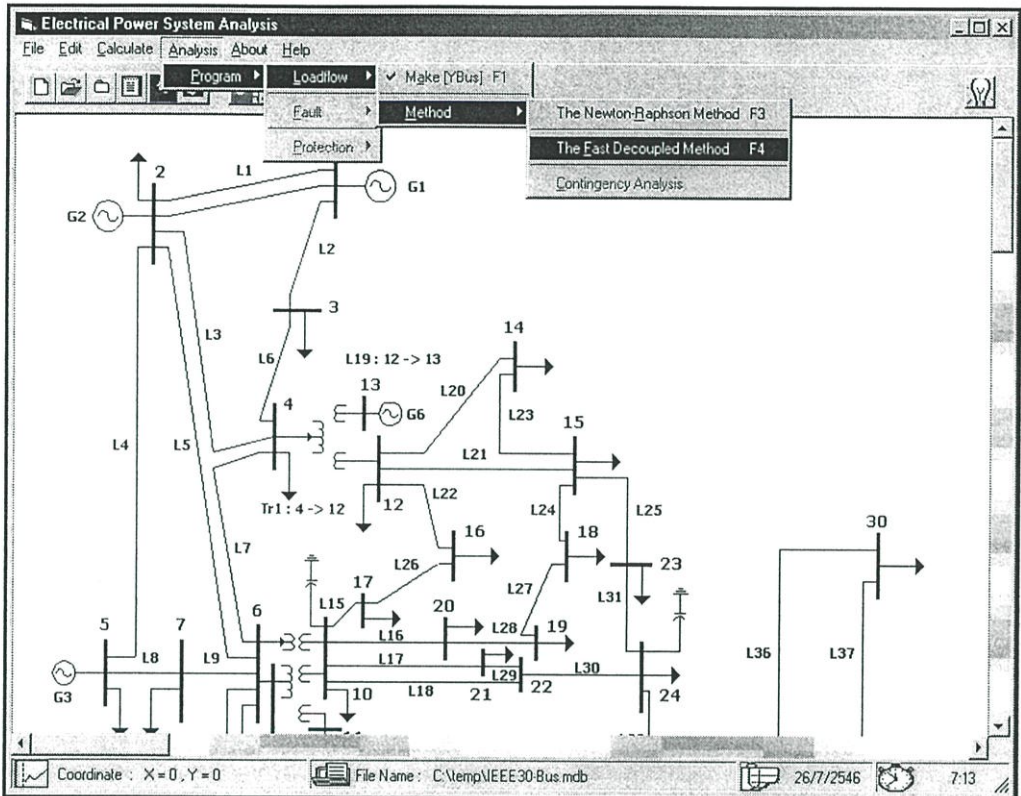 Electrical Power System Analysis
File Edit Calculate Analysis About Help
Program
Loadflow
Fault
Protection
✓ Make [YBus] F1
Method
The Newton-Raphson Method F3
The Fast Decoupled Method F4
Contingency Analysis
2
L1
G1
G2
L2
3
L3
L6
L19 : 12 -> 13
14
4
13
G6
L20
L23
15
L4
L5
L21
Tr1 : 4 -> 12
12
L22
L24
L25
16
18
30
L7
L26
23
17
L27
L31
L15
20
5
7
6
L16
L28
19
L8
L9
L17
L29
L30
L36
L37
G3
10
L18
21
22
24
Coordinate : X = 0 , Y = 0
File Name : C:\temp\IEEE30-Bus.mdb
26/7/2546
7:13